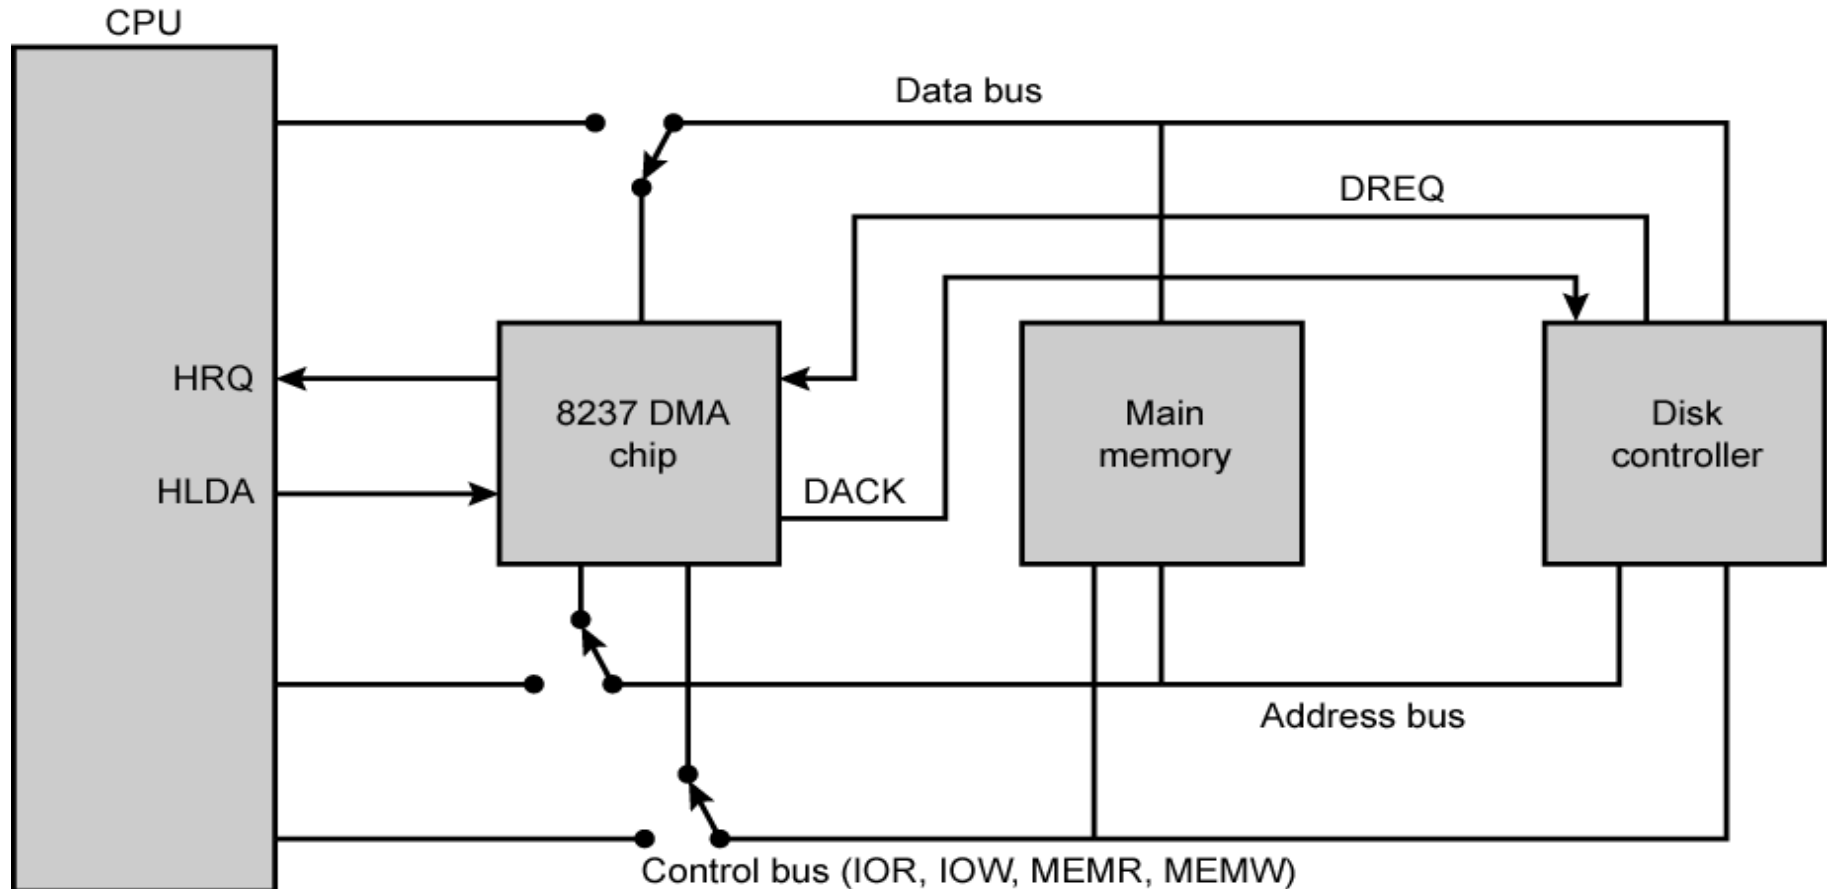 CPU
Data bus
DREQ
HRQ
8237 DMA
chip
Main
memory
Disk
controller
HLDA
DACK
Address bus
Control bus (IOR, IOW, MEMR, MEMW)